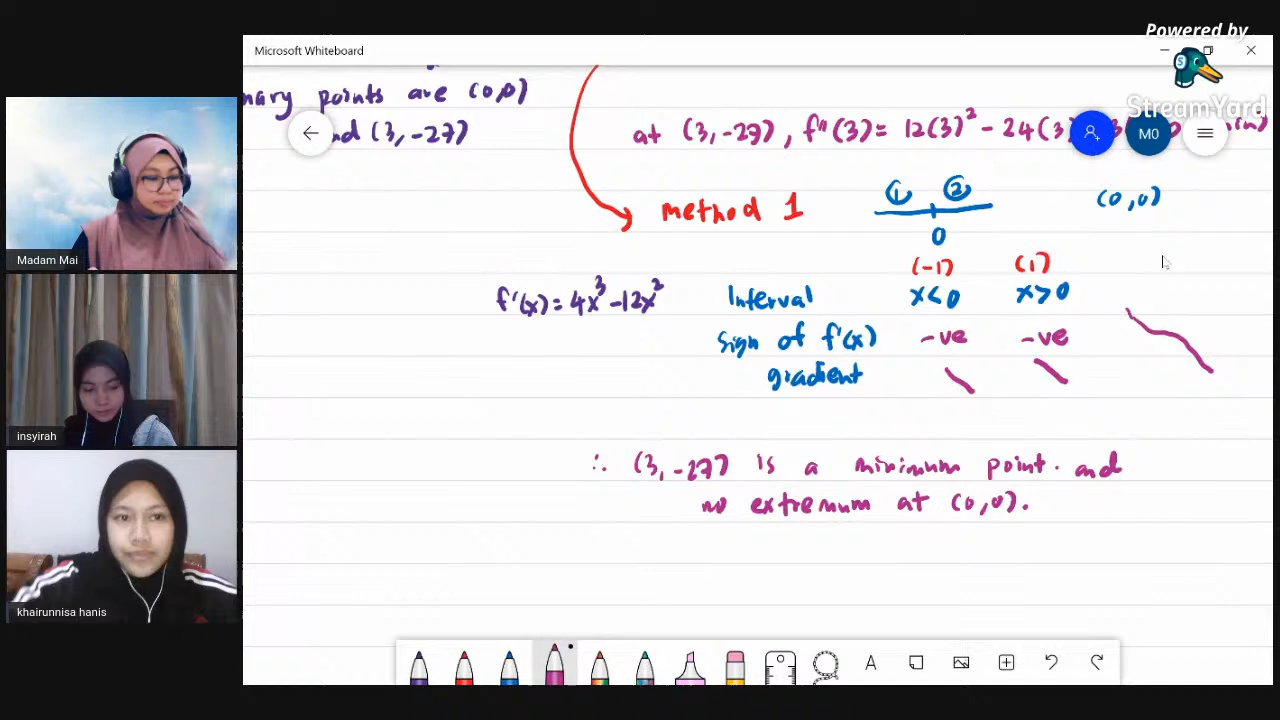 Powered by
StreamYard
Microsoft Whiteboard
nary points are (0,0)
nd (3, -27)
at (3, -27), f"(3) = 12(3)² - 24(3)
M0
method 1
① ②
0
(0,0)
(-1) (1)
f'(x) = 4x³ - 12x²
Interval x<0 x>0
sign of f'(x) -ve -ve
gradient
∴ (3, -27) is a minimum point. and
no extremum at (0,0).
Madam Mai
insyirah
khairunnisa hanis
A